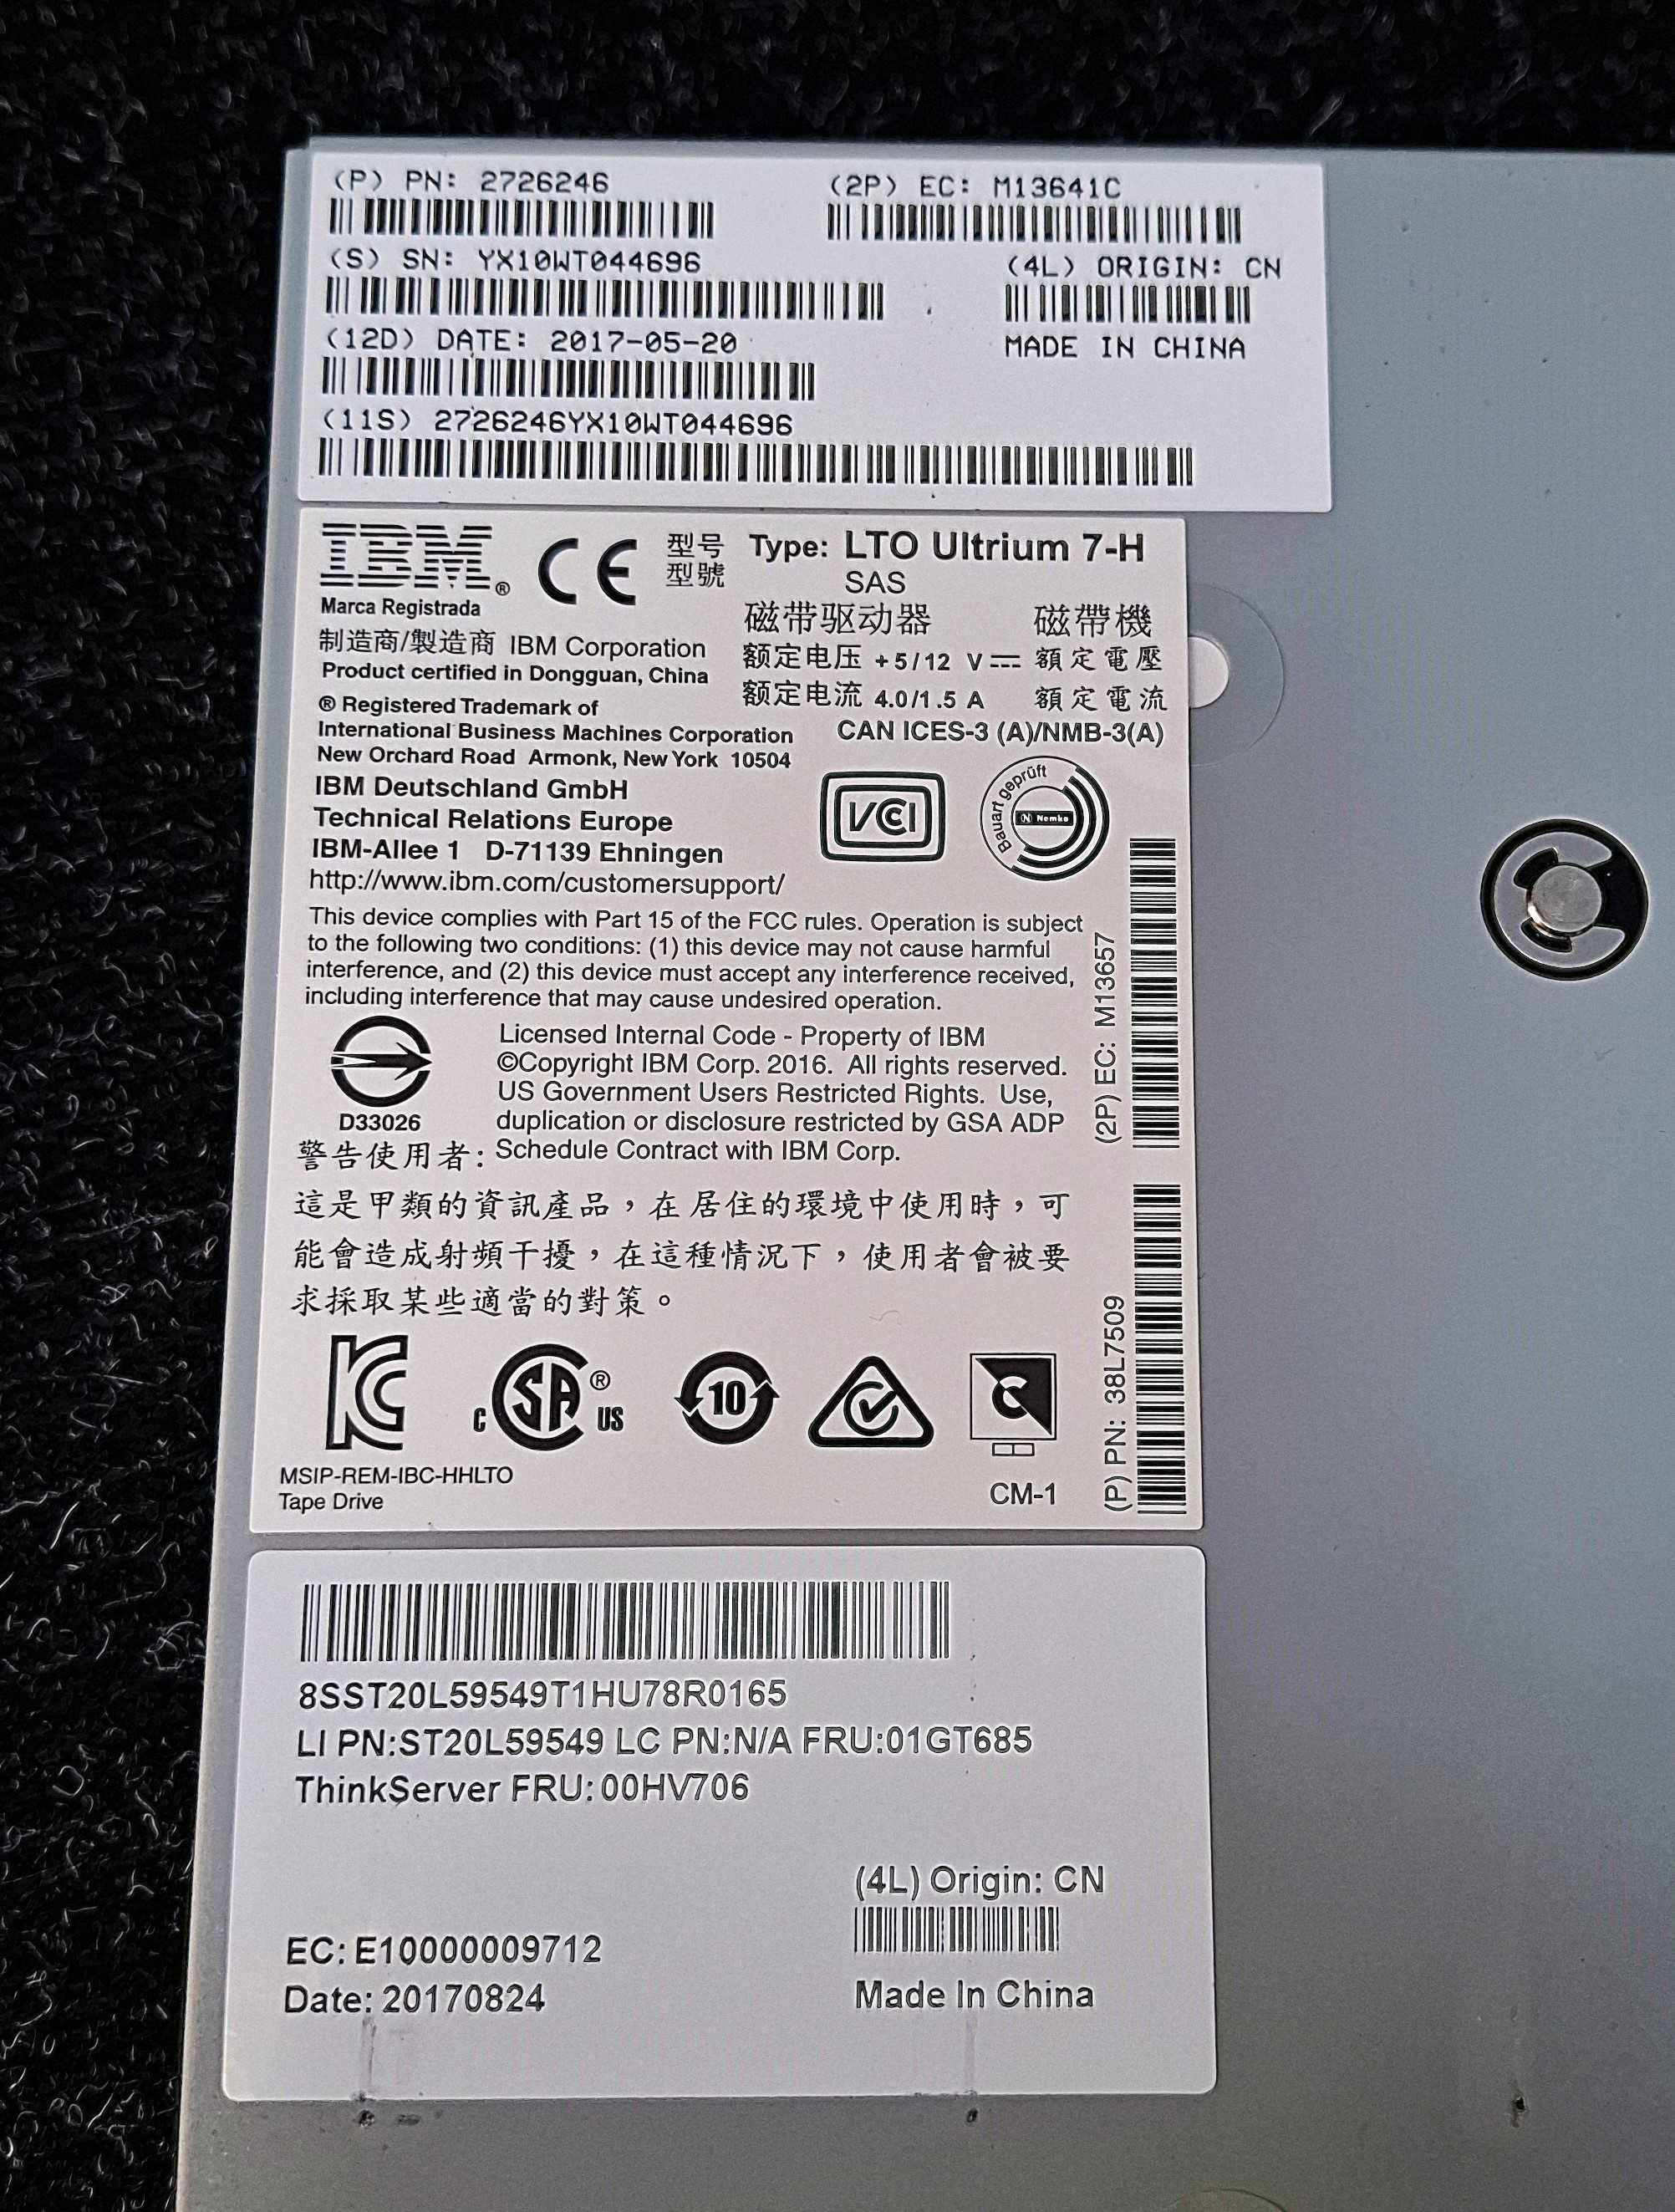 (P) PN: 2726246
(2P) EC: M13641C
(S) SN: YX10WT044696
(4L) ORIGIN: CN
(12D) DATE: 2017-05-20
MADE IN CHINA
(11S) 2726246YX10WT044696
IBM®
Marca Registrada
CE
型号 Type: LTO Ultrium 7-H
型號
SAS
磁带驱动器 磁帶機
制造商/製造商 IBM Corporation
额定电压 +5/12 V⎓ 額定電壓
Product certified in Dongguan, China
额定电流 4.0/1.5 A 額定電流
® Registered Trademark of
International Business Machines Corporation
New Orchard Road Armonk, New York 10504
CAN ICES-3 (A)/NMB-3(A)
IBM Deutschland GmbH
Technical Relations Europe
IBM-Allee 1 D-71139 Ehningen
http://www.ibm.com/customersupport/
VCCI
Bauart geprüft
N Nemko
This device complies with Part 15 of the FCC rules. Operation is subject
to the following two conditions: (1) this device may not cause harmful
interference, and (2) this device must accept any interference received,
including interference that may cause undesired operation.
(2P) EC: M13657
D33026
Licensed Internal Code - Property of IBM
©Copyright IBM Corp. 2016. All rights reserved.
US Government Users Restricted Rights. Use,
duplication or disclosure restricted by GSA ADP
Schedule Contract with IBM Corp.
警告使用者:
這是甲類的資訊產品，在居住的環境中使用時，可
能會造成射頻干擾，在這種情況下，使用者會被要
求採取某些適當的對策。
(P) PN: 38L7509
KC
C SA® US
10
C
MSIP-REM-IBC-HHLTO
Tape Drive
CM-1
8SST20L59549T1HU78R0165
LI PN:ST20L59549 LC PN:N/A FRU:01GT685
ThinkServer FRU:00HV706
(4L) Origin: CN
EC: E10000009712
Date: 20170824
Made In China